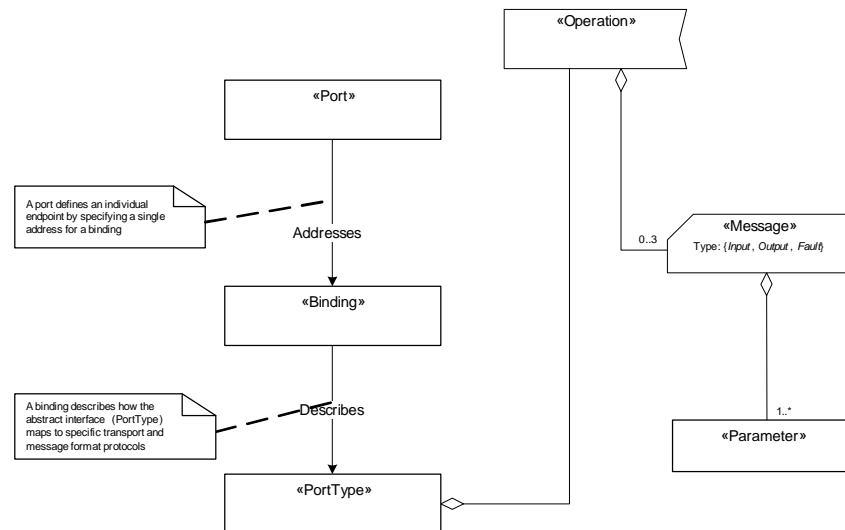 «Operation»
«Port»
A port defines an individual
endpoint by specifying a single
address for a binding
Addresses
0..3
«Message»
Type: {Input, Output, Fault}
«Binding»
A binding describes how the
abstract interface (PortType)
maps to specific transport and
message format protocols
Describes
1..*
«Parameter»
«PortType»